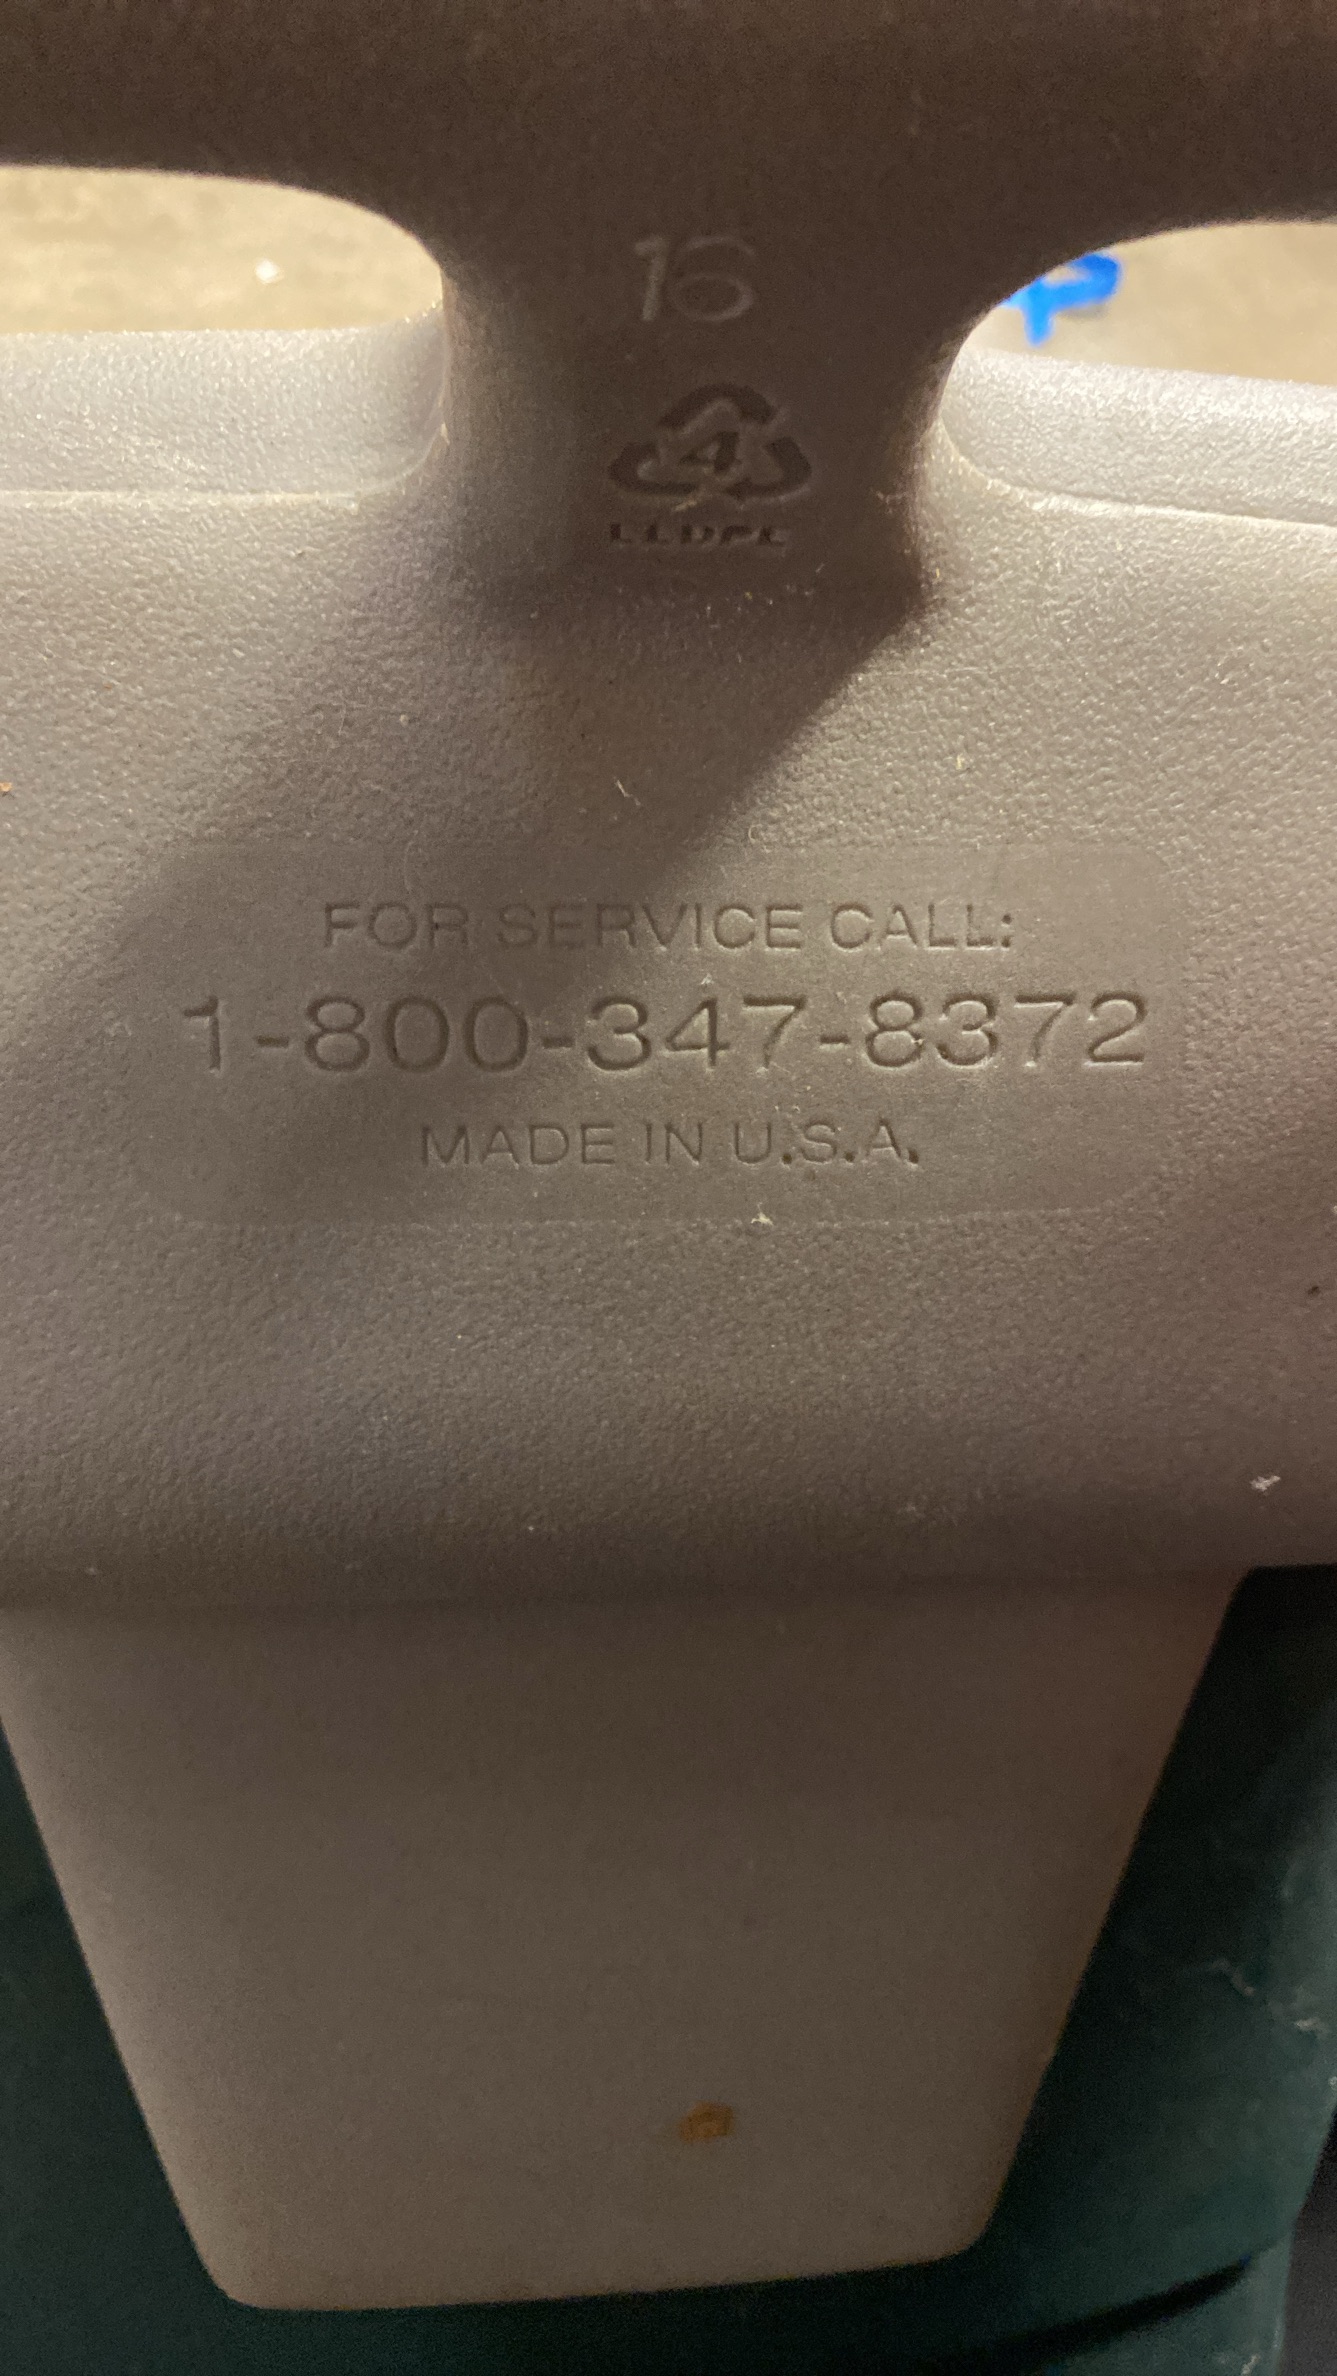 16
4
LLDPE
FOR SERVICE CALL:
1-800-347-8372
MADE IN U.S.A.